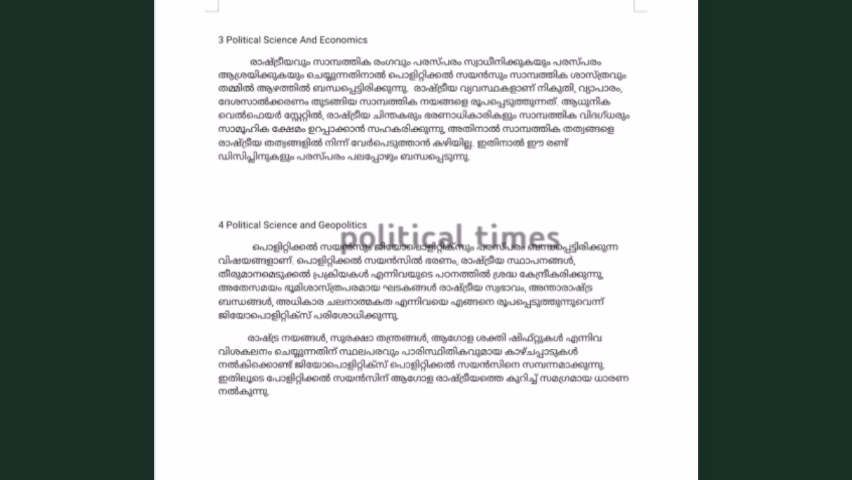 3 Political Science And Economics
രാഷ്ട്രീയവും സാമ്പത്തിക രംഗവും പരസ്പരം സ്വാധീനിക്കുകയും പരസ്പരം
ആശ്രയിക്കുകയും ചെയ്യുന്നതിനാൽ പൊളിറ്റിക്കൽ സയൻസും സാമ്പത്തിക ശാസ്ത്രവും
തമ്മിൽ ആഴത്തിൽ ബന്ധപ്പെട്ടിരിക്കുന്നു. രാഷ്ട്രീയ വ്യവസ്ഥകളാണ് നികുതി, വ്യാപാരം,
ദേശസാൽക്കരണം തുടങ്ങിയ സാമ്പത്തിക നയങ്ങളെ രൂപപ്പെടുത്തുന്നത്. ആധുനിക
വെൽഫെയർ സ്റ്റേറ്റിൽ, രാഷ്ട്രീയ ചിന്തകരും ഭരണാധികാരികളും സാമ്പത്തിക വിദഗ്ധരും
സാമൂഹിക ക്ഷേമം ഉറപ്പാക്കാൻ സഹകരിക്കുന്നു, അതിനാൽ സാമ്പത്തിക തത്വങ്ങളെ
രാഷ്ട്രീയ തത്വങ്ങളിൽ നിന്ന് വേർപെടുത്താൻ കഴിയില്ല. ഇതിനാൽ ഈ രണ്ട്
ഡിസിപ്ലിനുകളും പരസ്പരം പലപ്പോഴും ബന്ധപ്പെടുന്നു.
4 Political Science and Geopolitics
political times
പൊളിറ്റിക്കൽ സയൻസും ജിയോപൊളിറ്റിക്സും പരസ്പരം ബന്ധപ്പെട്ടിരിക്കുന്ന
വിഷയങ്ങളാണ്. പൊളിറ്റിക്കൽ സയൻസിൽ ഭരണം, രാഷ്ട്രീയ സ്ഥാപനങ്ങൾ,
തീരുമാനമെടുക്കൽ പ്രക്രിയകൾ എന്നിവയുടെ പഠനത്തിൽ ശ്രദ്ധ കേന്ദ്രീകരിക്കുന്നു,
അതേസമയം ഭൂമിശാസ്ത്രപരമായ ഘടകങ്ങൾ രാഷ്ട്രീയ സ്വഭാവം, അന്താരാഷ്ട്ര
ബന്ധങ്ങൾ, അധികാര ചലനാത്മകത എന്നിവയെ എങ്ങനെ രൂപപ്പെടുത്തുന്നുവെന്ന്
ജിയോപൊളിറ്റിക്സ് പരിശോധിക്കുന്നു.
രാഷ്ട്ര നയങ്ങൾ, സുരക്ഷാ തന്ത്രങ്ങൾ, ആഗോള ശക്തി ഷിഫ്റ്റുകൾ എന്നിവ
വിശകലനം ചെയ്യുന്നതിന് സ്ഥലപരവും പാരിസ്ഥിതികവുമായ കാഴ്ചപ്പാടുകൾ
നൽകിക്കൊണ്ട് ജിയോപൊളിറ്റിക്സ് പൊളിറ്റിക്കൽ സയൻസിനെ സമ്പന്നമാക്കുന്നു.
ഇതിലൂടെ പോളിറ്റിക്കൽ സയൻസിന് ആഗോള രാഷ്ട്രീയത്തെ കുറിച്ച് സമഗ്രമായ ധാരണ
നൽകുന്നു.